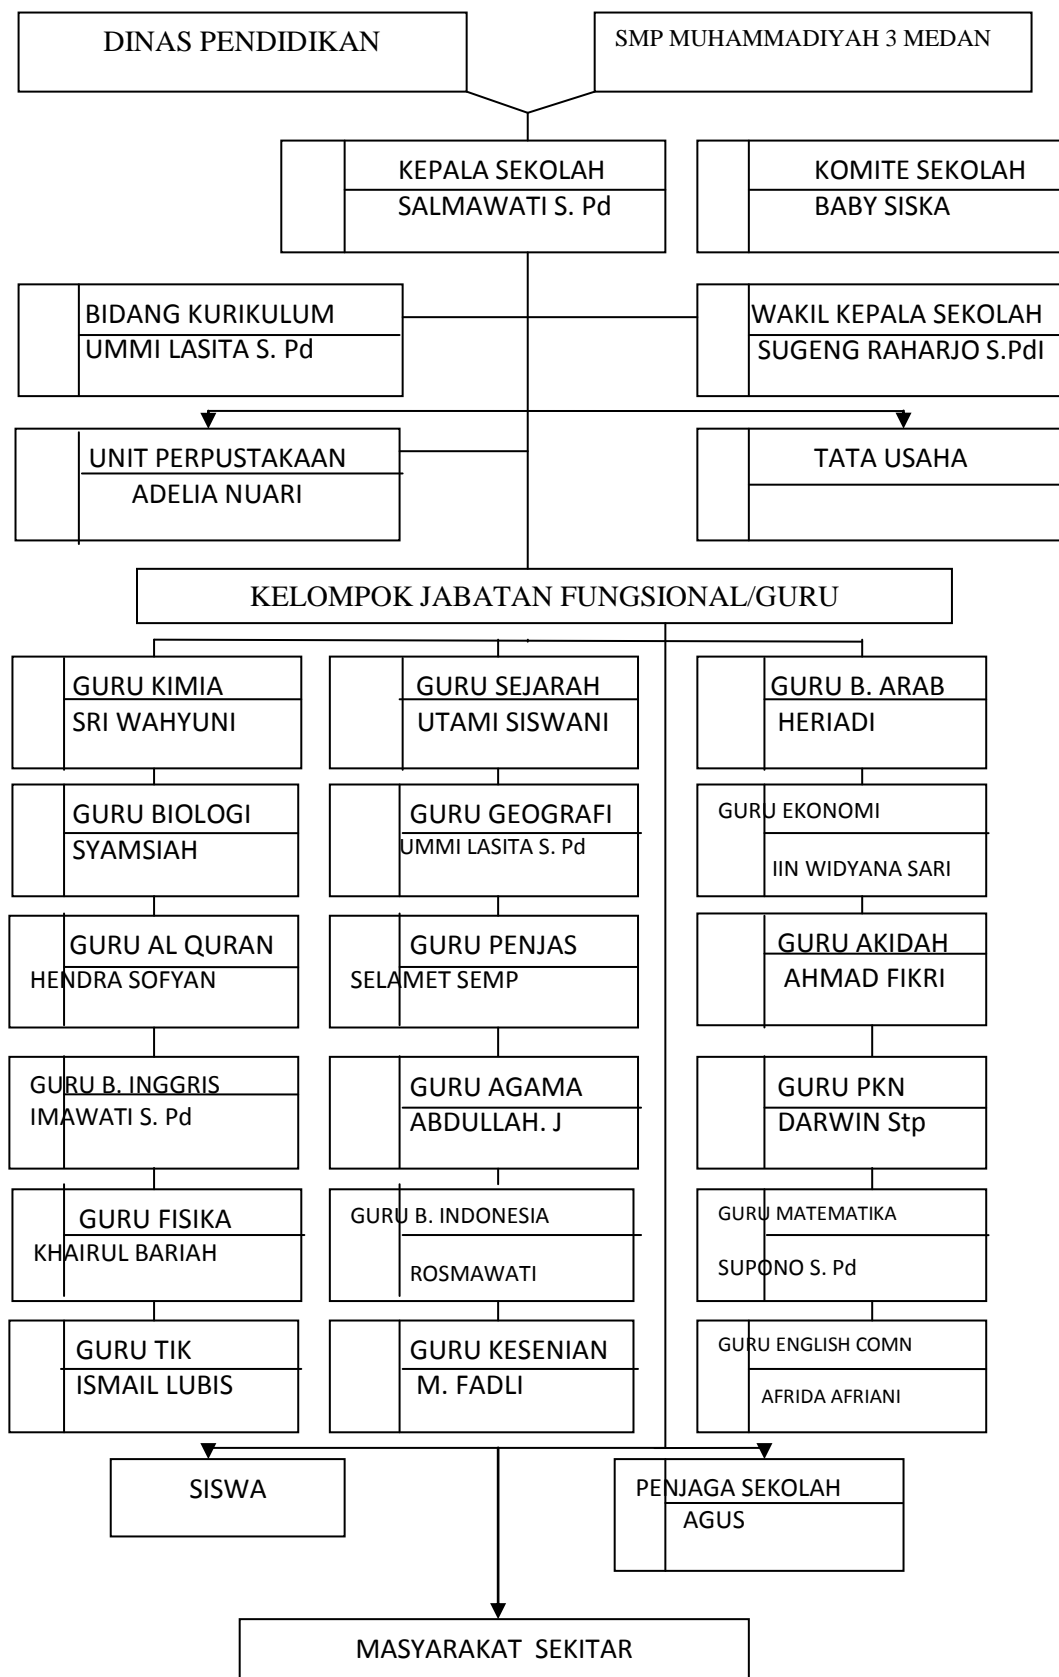 DINAS PENDIDIKAN
SMP MUHAMMADIYAH 3 MEDAN
KEPALA SEKOLAH
SALMAWATI S. Pd
KOMITE SEKOLAH
BABY SISKA
BIDANG KURIKULUM
UMMI LASITA S. Pd
WAKIL KEPALA SEKOLAH
SUGENG RAHARJO S.PdI
UNIT PERPUSTAKAAN
ADELIA NUARI
TATA USAHA
KELOMPOK JABATAN FUNGSIONAL/GURU
GURU KIMIA
SRI WAHYUNI
GURU SEJARAH
UTAMI SISWANI
GURU B. ARAB
HERIADI
GURU BIOLOGI
SYAMSIAH
GURU GEOGRAFI
UMMI LASITA S. Pd
GURU EKONOMI
IIN WIDYANA SARI
GURU AL QURAN
HENDRA SOFYAN
GURU PENJAS
SELAMET SEMP
GURU AKIDAH
AHMAD FIKRI
GURU B. INGGRIS
IMAWATI S. Pd
GURU AGAMA
ABDULLAH. J
GURU PKN
DARWIN Stp
GURU FISIKA
KHAIRUL BARIAH
GURU B. INDONESIA
ROSMAWATI
GURU MATEMATIKA
SUPONO S. Pd
GURU TIK
ISMAIL LUBIS
GURU KESENIAN
M. FADLI
GURU ENGLISH COMN
AFRIDA AFRIANI
SISWA
PENJAGA SEKOLAH
AGUS
MASYARAKAT SEKITAR